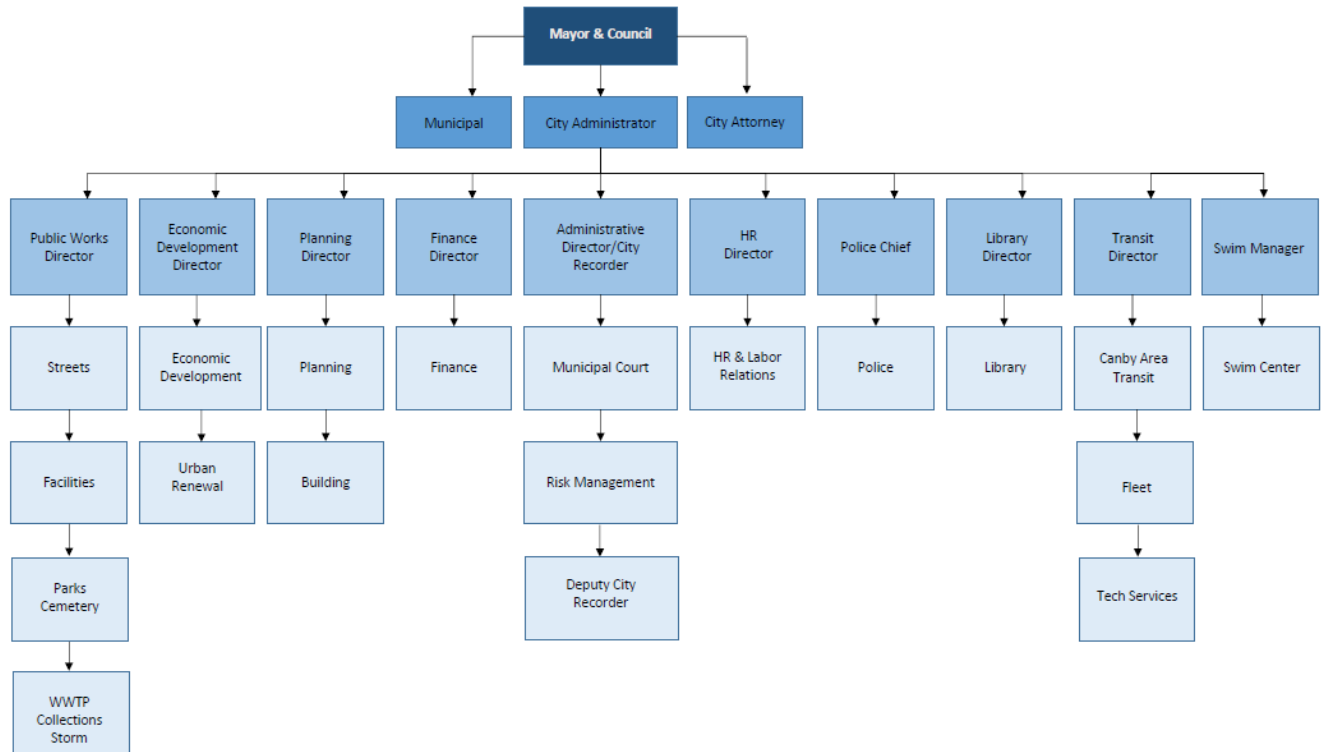 Mayor & Council
Municipal
City Administrator
City Attorney
Public Works
Director
Economic
Development
Director
Planning
Director
Finance
Director
Administrative
Director/City
Recorder
HR
Director
Police Chief
Library
Director
Transit
Director
Swim Manager
Streets
Economic
Development
Planning
Finance
Municipal Court
HR & Labor
Relations
Police
Library
Canby Area
Transit
Swim Center
Facilities
Urban
Renewal
Building
Risk Management
Fleet
Parks
Cemetery
Deputy City
Recorder
Tech Services
WWTP
Collections
Storm